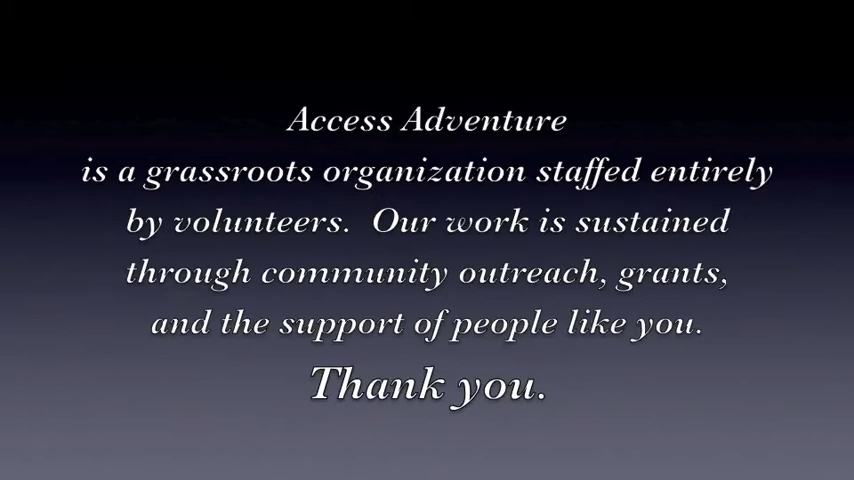 Access Adventure
is a grassroots organization staffed entirely
by volunteers.  Our work is sustained
through community outreach, grants,
and the support of people like you.
Thank you.